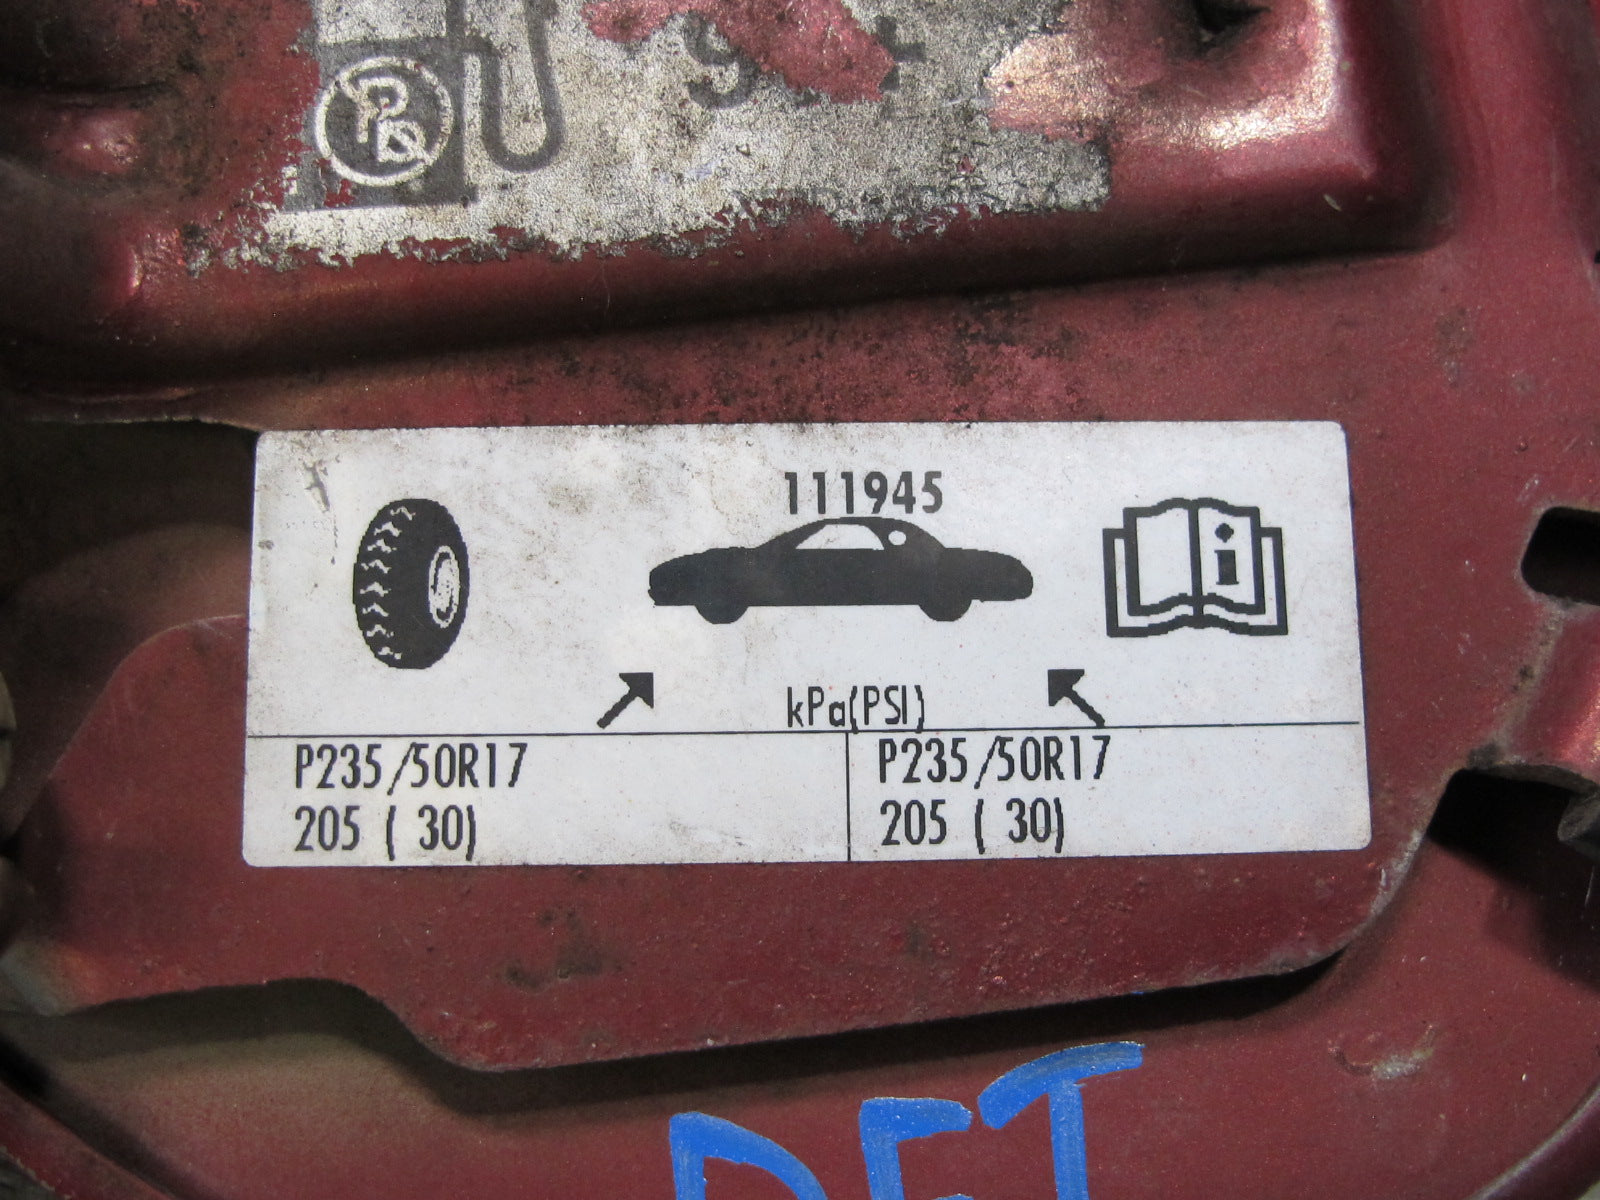 111945
kPa(PSI)
P235/50R17
205 ( 30)
P235/50R17
205 ( 30)